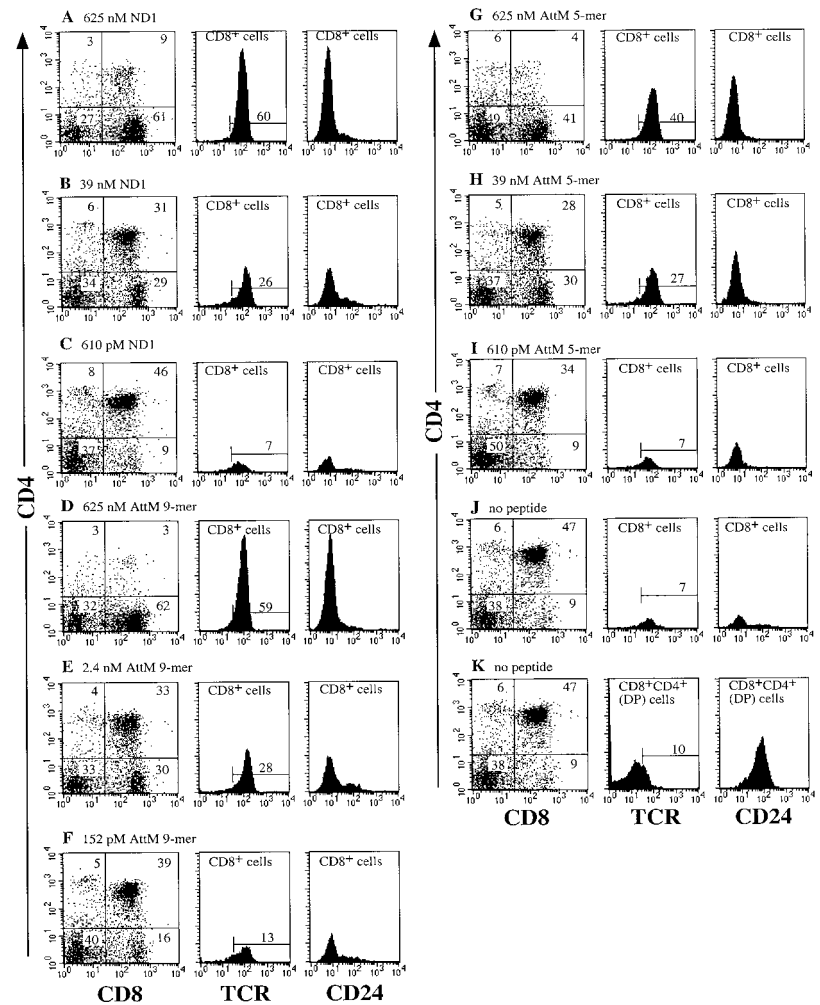 A 625 nM ND1
3 9
27 61
CD8+ cells
60
CD8+ cells
B 39 nM ND1
6 31
34 29
CD8+ cells
26
CD8+ cells
C 610 pM ND1
8 46
37 9
CD8+ cells
7
CD8+ cells
D 625 nM AttM 9-mer
3 3
32 62
CD8+ cells
59
CD8+ cells
E 2.4 nM AttM 9-mer
4 33
33 30
CD8+ cells
28
CD8+ cells
F 152 pM AttM 9-mer
5 39
40 16
CD8+ cells
13
CD8+ cells
CD4
CD8 TCR CD24
G 625 nM AttM 5-mer
6 4
49 41
CD8+ cells
40
CD8+ cells
H 39 nM AttM 5-mer
5 28
37 30
CD8+ cells
27
CD8+ cells
I 610 pM AttM 5-mer
7 34
50 9
CD8+ cells
7
CD8+ cells
J no peptide
6 47
38 9
CD8+ cells
7
CD8+ cells
K no peptide
6 47
38 9
CD8+CD4+
(DP) cells
10
CD8+CD4+
(DP) cells
CD4
CD8 TCR CD24